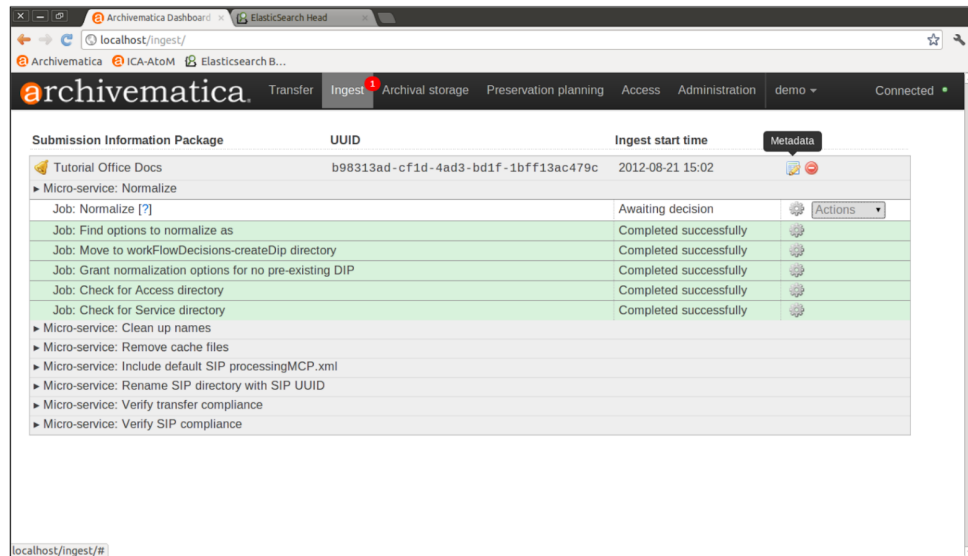 Archivematica Dashboard × ElasticSearch Head ×
localhost/ingest/
Archivematica ICA-AtoM Elasticsearch B...
archivematica. Transfer Ingest 1 Archival storage Preservation planning Access Administration demo Connected
Submission Information Package UUID Ingest start time Metadata
Tutorial Office Docs b98313ad-cf1d-4ad3-bd1f-1bff13ac479c 2012-08-21 15:02
▸ Micro-service: Normalize
Job: Normalize [?] Awaiting decision Actions
Job: Find options to normalize as Completed successfully
Job: Move to workFlowDecisions-createDip directory Completed successfully
Job: Grant normalization options for no pre-existing DIP Completed successfully
Job: Check for Access directory Completed successfully
Job: Check for Service directory Completed successfully
▸ Micro-service: Clean up names
▸ Micro-service: Remove cache files
▸ Micro-service: Include default SIP processingMCP.xml
▸ Micro-service: Rename SIP directory with SIP UUID
▸ Micro-service: Verify transfer compliance
▸ Micro-service: Verify SIP compliance
localhost/ingest/#